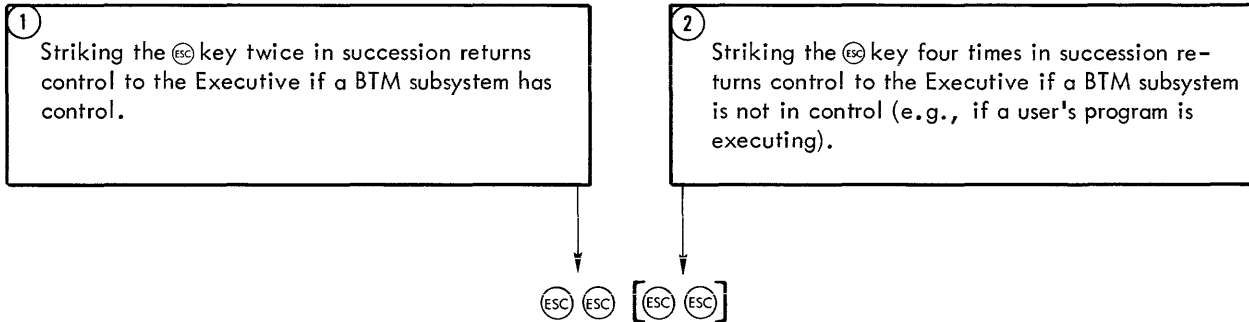 1
Striking the ESC key twice in succession returns
control to the Executive if a BTM subsystem has
control.
2
Striking the ESC key four times in succession re-
turns control to the Executive if a BTM subsystem
is not in control (e.g., if a user's program is
executing).
ESC ESC [ESC ESC]